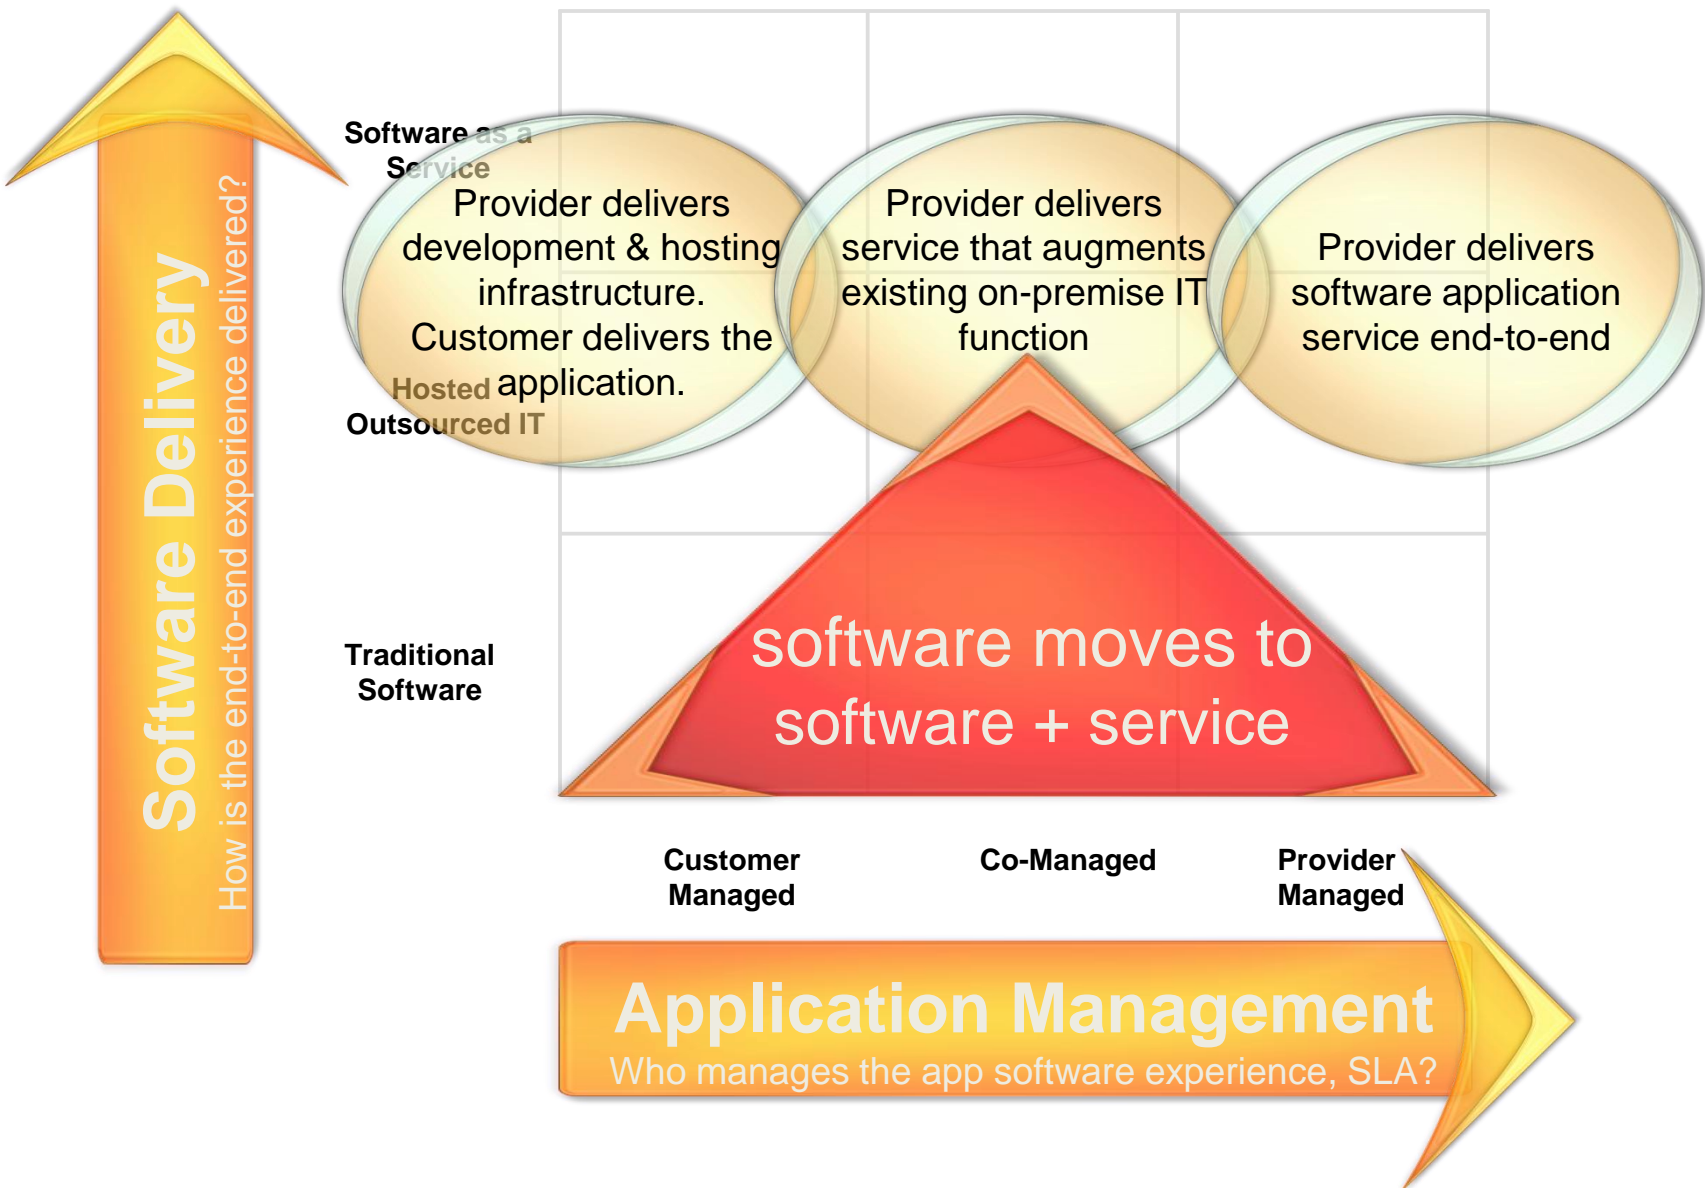 Software Delivery
How is the end-to-end experience delivered?
Software as a
Service
Provider delivers
development & hosting
infrastructure.
Customer delivers the
application.
Provider delivers
service that augments
existing on-premise IT
function
Provider delivers
software application
service end-to-end
Hosted
Outsourced IT
Traditional
Software
software moves to
software + service
Customer
Managed
Co-Managed
Provider
Managed
Application Management
Who manages the app software experience, SLA?